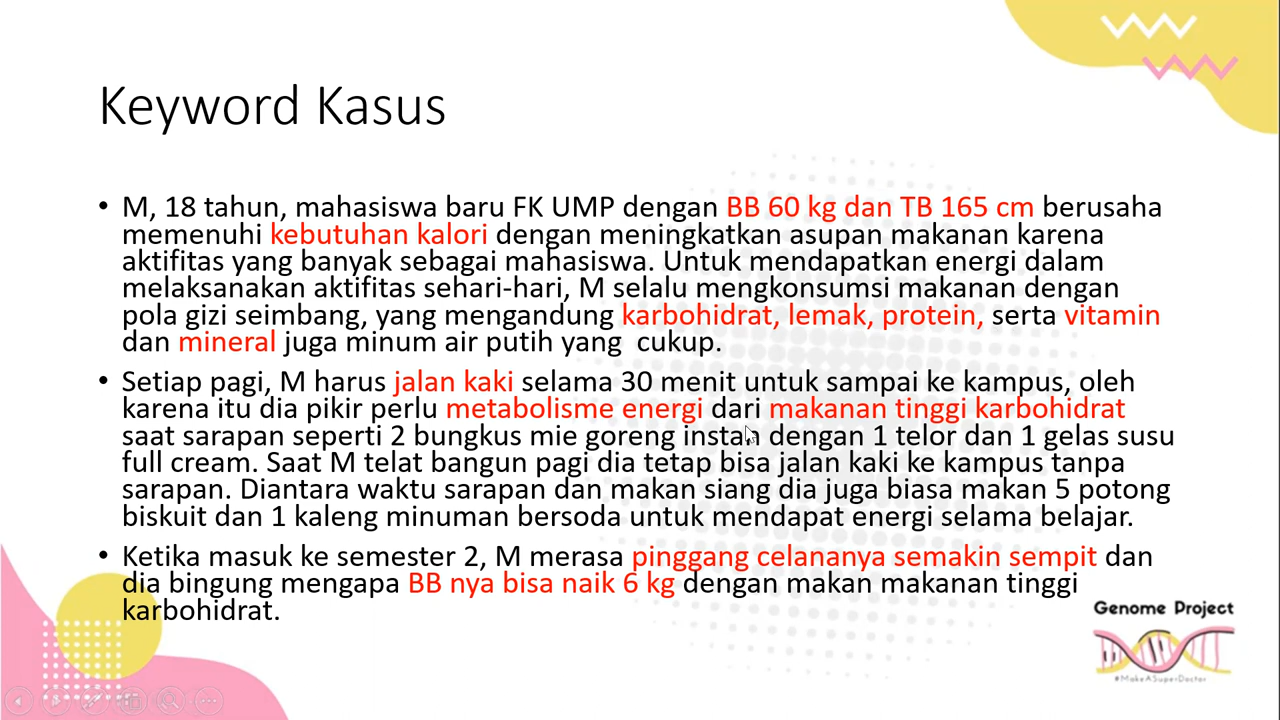 Keyword Kasus
• M, 18 tahun, mahasiswa baru FK UMP dengan BB 60 kg dan TB 165 cm berusaha
memenuhi kebutuhan kalori dengan meningkatkan asupan makanan karena
aktifitas yang banyak sebagai mahasiswa. Untuk mendapatkan energi dalam
melaksanakan aktifitas sehari-hari, M selalu mengkonsumsi makanan dengan
pola gizi seimbang, yang mengandung karbohidrat, lemak, protein, serta vitamin
dan mineral juga minum air putih yang  cukup.
• Setiap pagi, M harus jalan kaki selama 30 menit untuk sampai ke kampus, oleh
karena itu dia pikir perlu metabolisme energi dari makanan tinggi karbohidrat
saat sarapan seperti 2 bungkus mie goreng instan dengan 1 telor dan 1 gelas susu
full cream. Saat M telat bangun pagi dia tetap bisa jalan kaki ke kampus tanpa
sarapan. Diantara waktu sarapan dan makan siang dia juga biasa makan 5 potong
biskuit dan 1 kaleng minuman bersoda untuk mendapat energi selama belajar.
• Ketika masuk ke semester 2, M merasa pinggang celananya semakin sempit dan
dia bingung mengapa BB nya bisa naik 6 kg dengan makan makanan tinggi
karbohidrat.
Genome Project
#MakeASuperDoctor